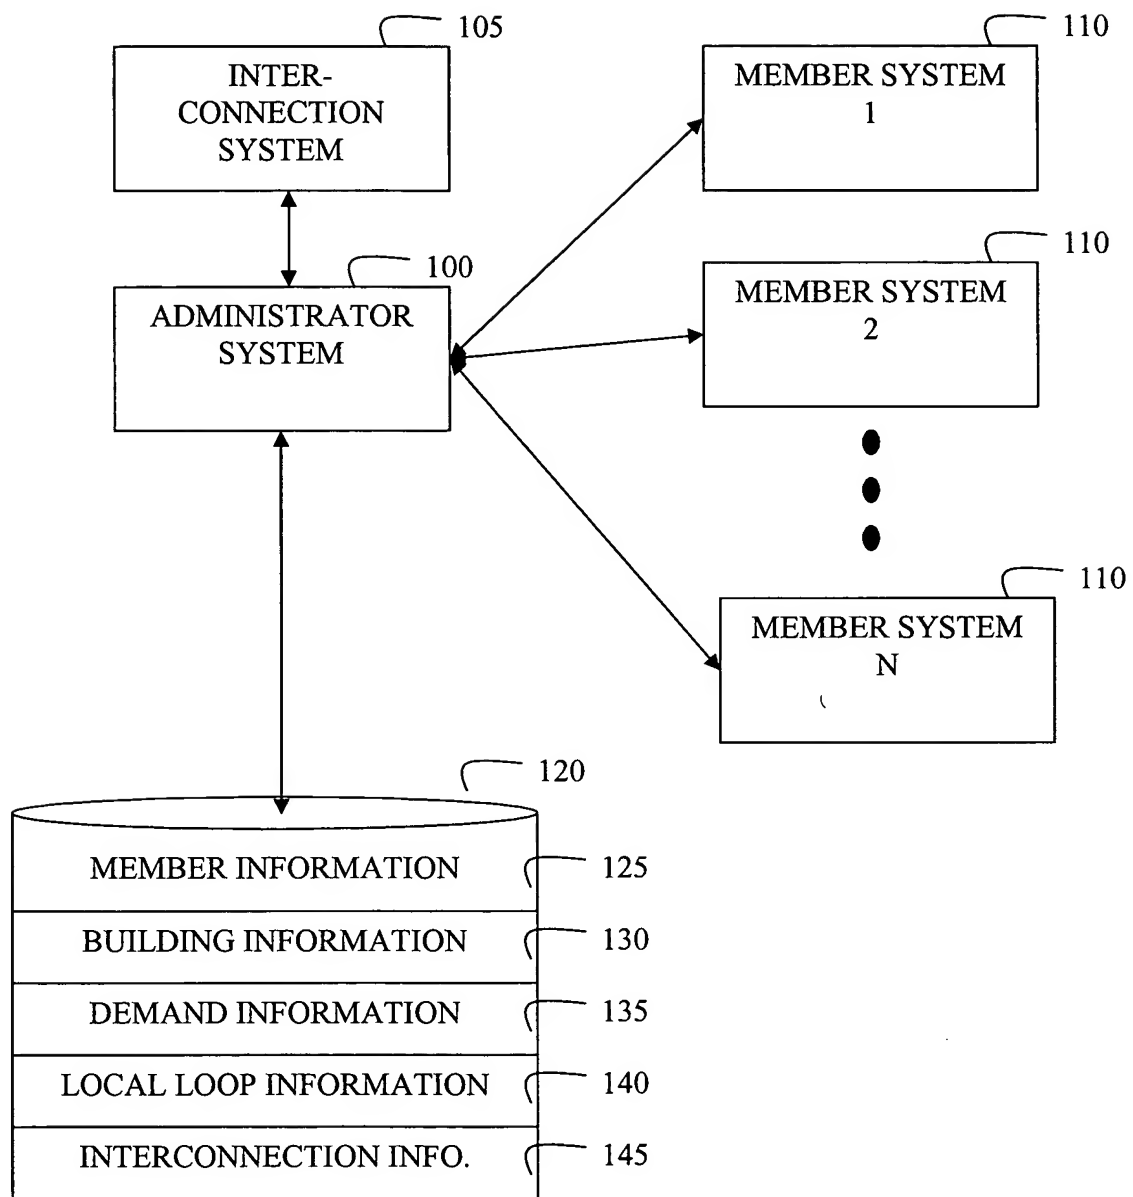 105
INTER-
CONNECTION
SYSTEM
110
MEMBER SYSTEM
1
100
ADMINISTRATOR
SYSTEM
110
MEMBER SYSTEM
2
110
MEMBER SYSTEM
N
120
MEMBER INFORMATION
125
BUILDING INFORMATION
130
DEMAND INFORMATION
135
LOCAL LOOP INFORMATION
140
INTERCONNECTION INFO.
145